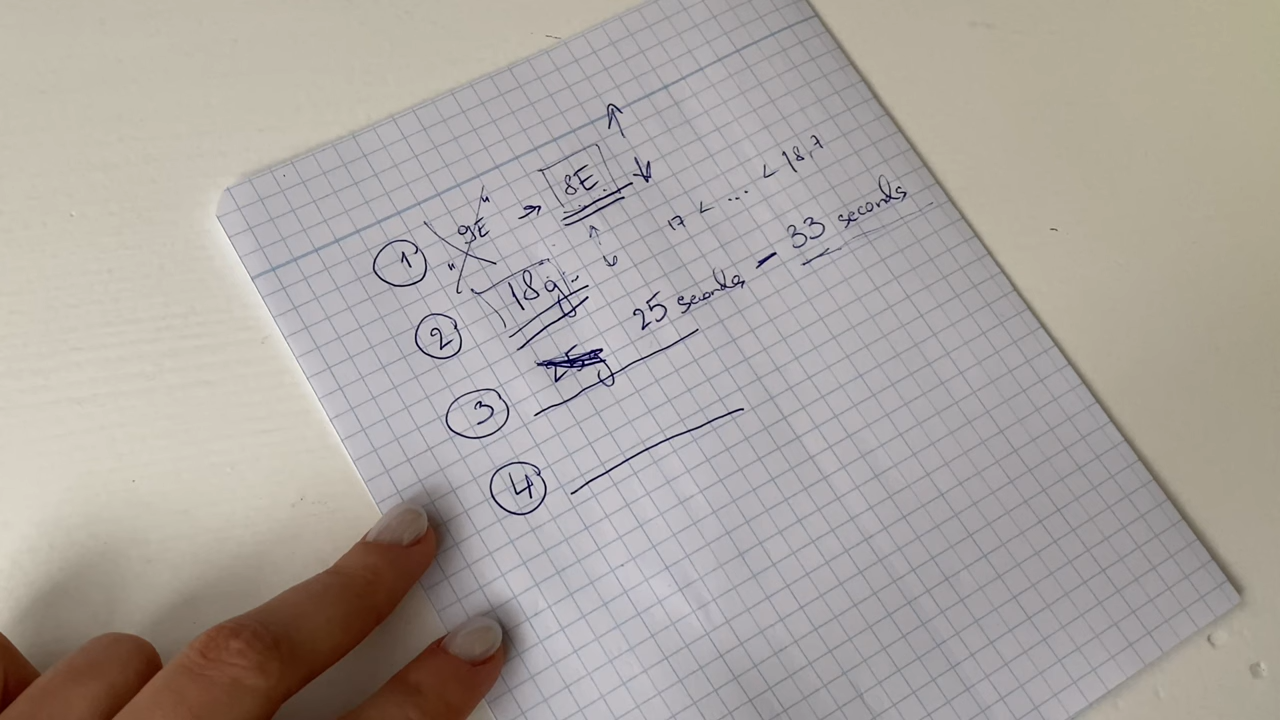 ① "9E" → 8E ↑ ↓
② 18g 17 < ... < 18,7
③ 25 seconds - 33 seconds
④